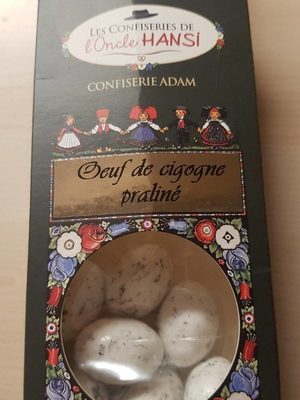 LES CONFISERIES DE
l'Oncle HANSi
CONFISERIE ADAM
Oeuf de cigogne
praliné